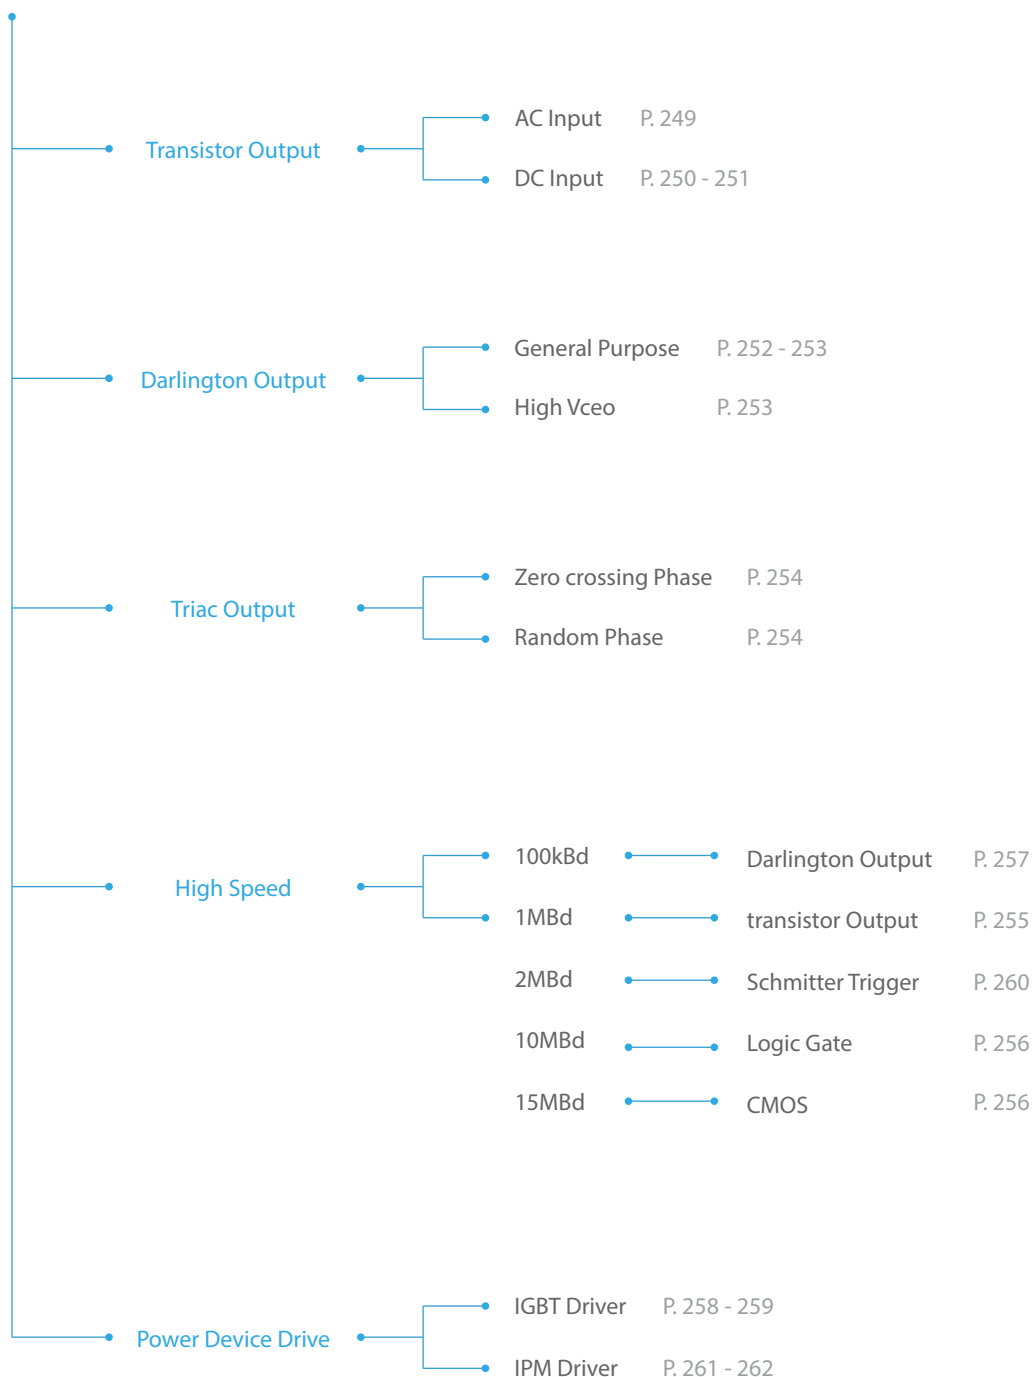 Transistor Output
AC Input P. 249
DC Input P. 250 - 251
Darlington Output
General Purpose P. 252 - 253
High Vceo P. 253
Triac Output
Zero crossing Phase P. 254
Random Phase P. 254
High Speed
100kBd Darlington Output P. 257
1MBd transistor Output P. 255
2MBd Schmitter Trigger P. 260
10MBd Logic Gate P. 256
15MBd CMOS P. 256
Power Device Drive
IGBT Driver P. 258 - 259
IPM Driver P. 261 - 262